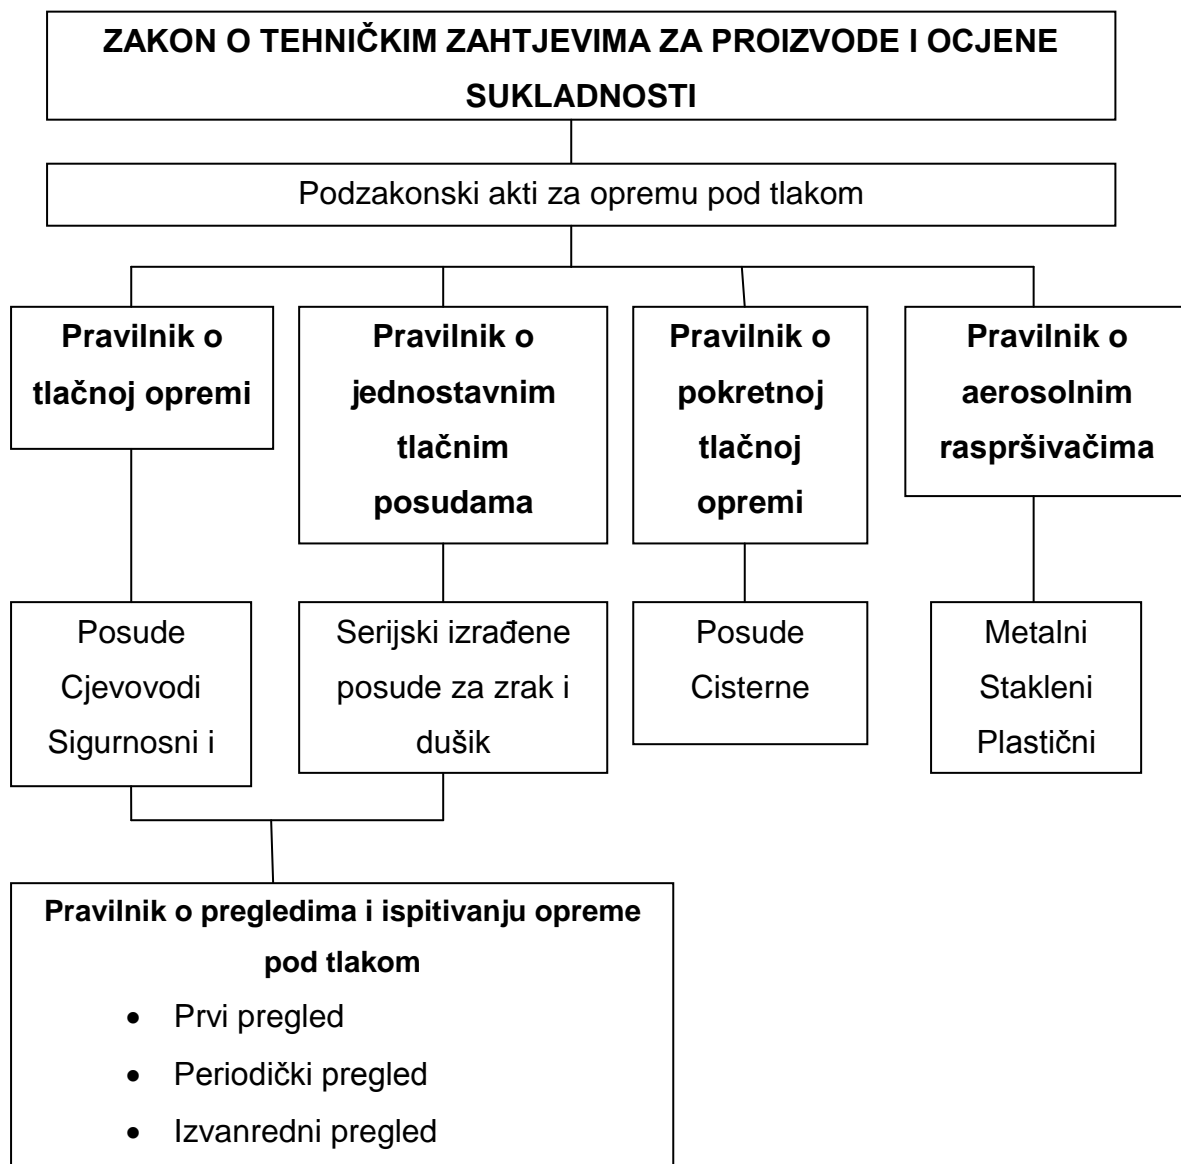 ZAKON O TEHNIČKIM ZAHTJEVIMA ZA PROIZVODE I OCJENE
SUKLADNOSTI
Podzakonski akti za opremu pod tlakom
Pravilnik o
tlačnoj opremi
Pravilnik o
jednostavnim
tlačnim
posudama
Pravilnik o
pokretnoj
tlačnoj
opremi
Pravilnik o
aerosolnim
raspršivačima
Posude
Cjevovodi
Sigurnosni i
Serijski izrađene
posude za zrak i
dušik
Posude
Cisterne
Metalni
Stakleni
Plastični
Pravilnik o pregledima i ispitivanju opreme
pod tlakom
• Prvi pregled
• Periodički pregled
• Izvanredni pregled